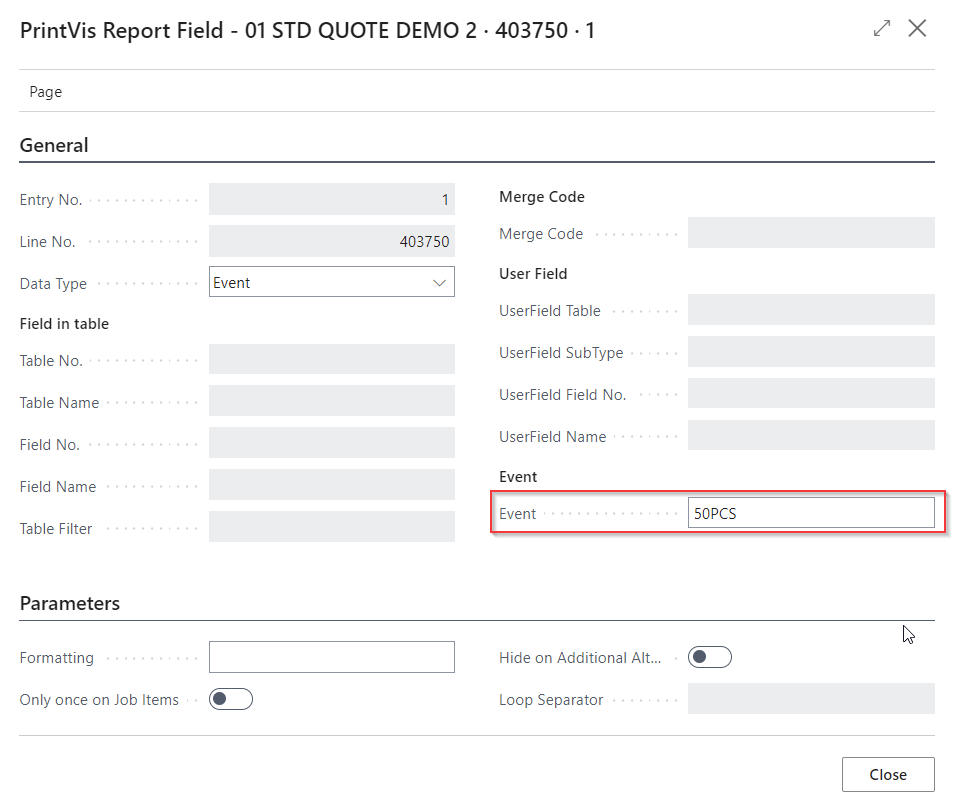 PrintVis Report Field - 01 STD QUOTE DEMO 2 · 403750 · 1
Page
General
Entry No.
1
Line No.
403750
Data Type
Event
Field in table
Table No.
Table Name
Field No.
Field Name
Table Filter
Merge Code
Merge Code
User Field
UserField Table
UserField SubType
UserField Field No.
UserField Name
Event
Event
50PCS
Parameters
Formatting
Only once on Job Items
Hide on Additional Alt...
Loop Separator
Close